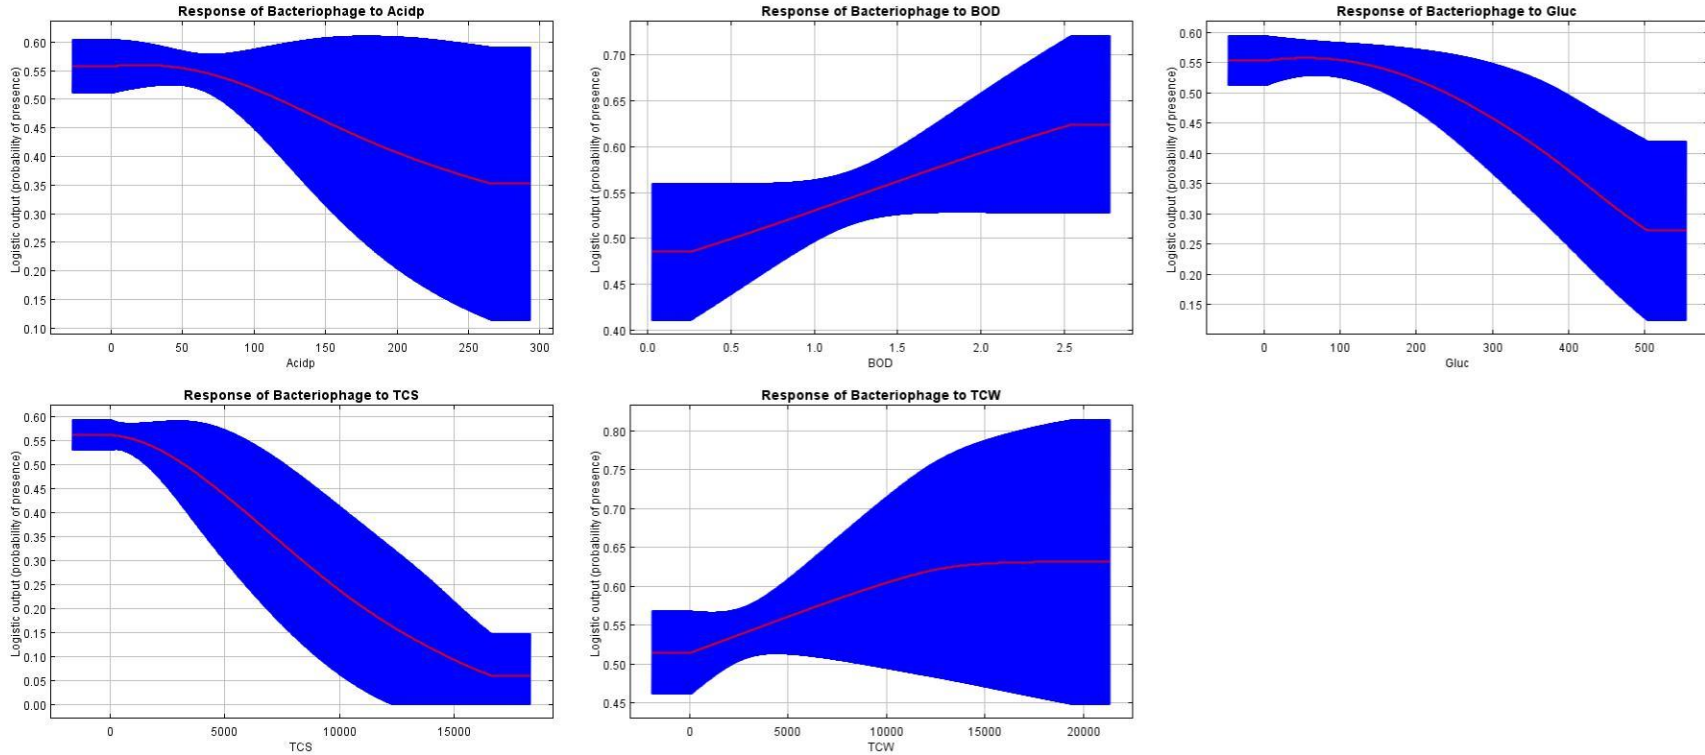 Response of Bacteriophage to Acidp
Logistic output (probability of presence)
0.60
0.55
0.50
0.45
0.40
0.35
0.30
0.25
0.20
0.15
0.10
0 50 100 150 200 250 300
Acidp
Response of Bacteriophage to BOD
Logistic output (probability of presence)
0.70
0.65
0.60
0.55
0.50
0.45
0.40
0.0 0.5 1.0 1.5 2.0 2.5
BOD
Response of Bacteriophage to Gluc
Logistic output (probability of presence)
0.60
0.55
0.50
0.45
0.40
0.35
0.30
0.25
0.20
0.15
0 100 200 300 400 500
Gluc
Response of Bacteriophage to TCS
Logistic output (probability of presence)
0.60
0.55
0.50
0.45
0.40
0.35
0.30
0.25
0.20
0.15
0.10
0.05
0.00
0 5000 10000 15000
TCS
Response of Bacteriophage to TCW
Logistic output (probability of presence)
0.80
0.75
0.70
0.65
0.60
0.55
0.50
0.45
0 5000 10000 15000 20000
TCW